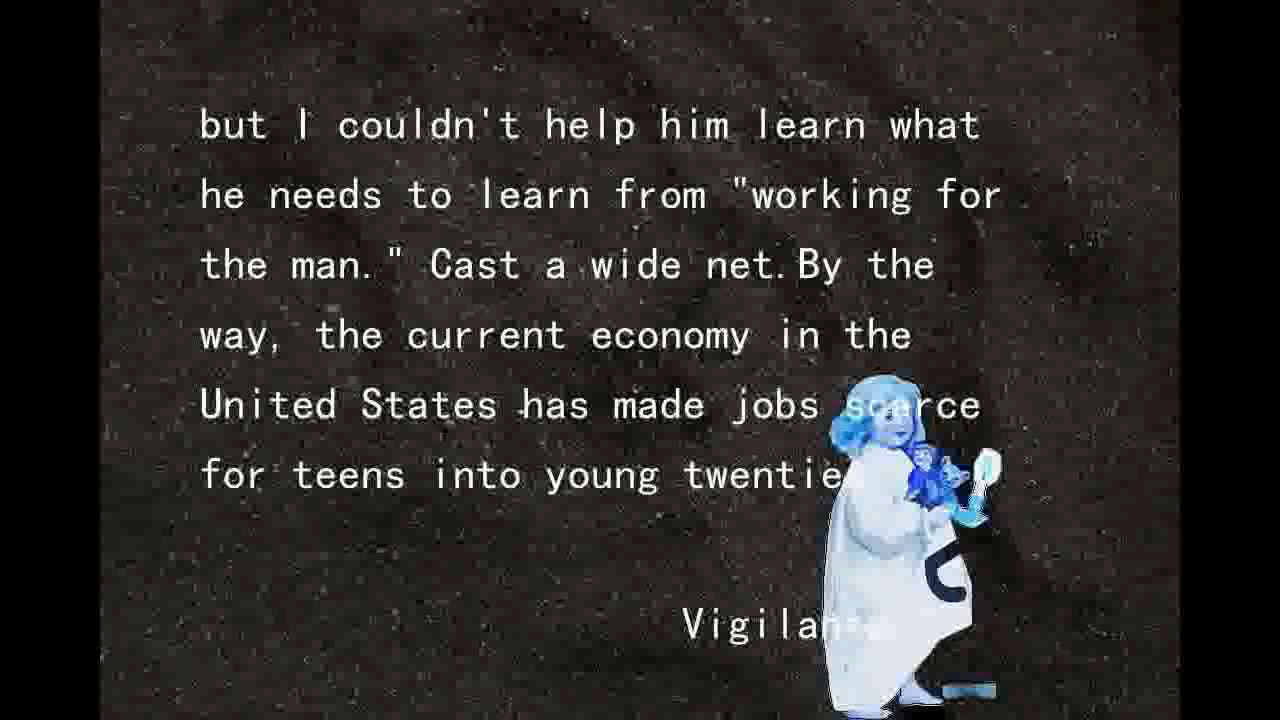 but I couldn't help him learn what
he needs to learn from "working for
the man." Cast a wide net.By the
way, the current economy in the
United States has made jobs scarce
for teens into young